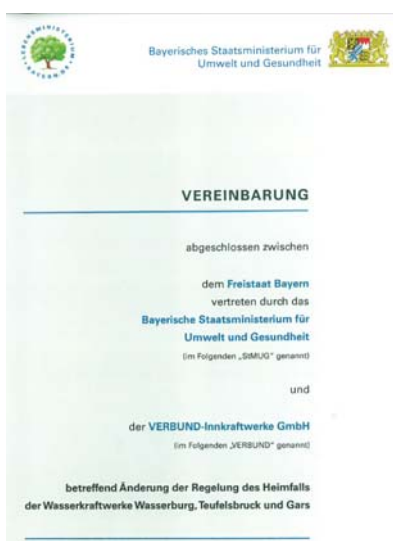 LEBENSMINISTERIUM
BAYERN
Bayerisches Staatsministerium für
Umwelt und Gesundheit
VEREINBARUNG
abgeschlossen zwischen
dem Freistaat Bayern
vertreten durch das
Bayerische Staatsministerium für
Umwelt und Gesundheit
(im Folgenden „StMUG“ genannt)
und
der VERBUND-Innkraftwerke GmbH
(im Folgenden „VERBUND“ genannt)
betreffend Änderung der Regelung des Heimfalls
der Wasserkraftwerke Wasserburg, Teufelsbruck und Gars